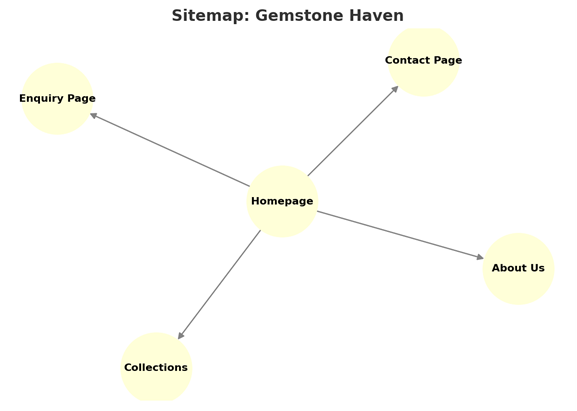 Sitemap: Gemstone Haven
Contact Page
Enquiry Page
Homepage
About Us
Collections